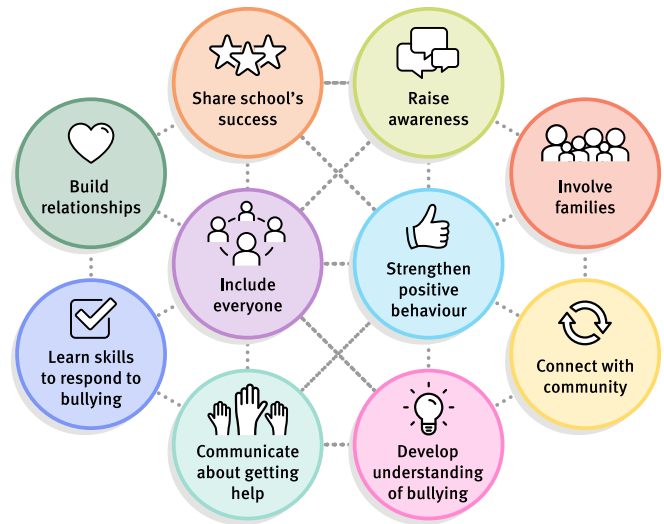 Share school's
success
Raise
awareness
Build
relationships
Involve
families
Include
everyone
Strengthen
positive
behaviour
Learn skills
to respond to
bullying
Connect with
community
Communicate
about getting
help
Develop
understanding
of bullying